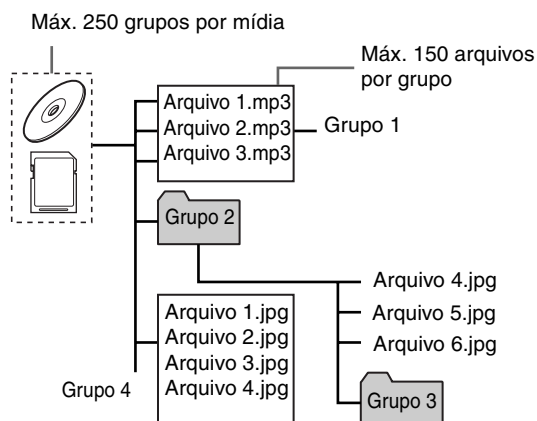 Máx. 250 grupos por mídia
Máx. 150 arquivos
por grupo
Arquivo 1.mp3
Arquivo 2.mp3
Arquivo 3.mp3
Grupo 1
Grupo 2
Arquivo 4.jpg
Arquivo 5.jpg
Arquivo 6.jpg
Grupo 3
Arquivo 1.jpg
Arquivo 2.jpg
Arquivo 3.jpg
Arquivo 4.jpg
Grupo 4